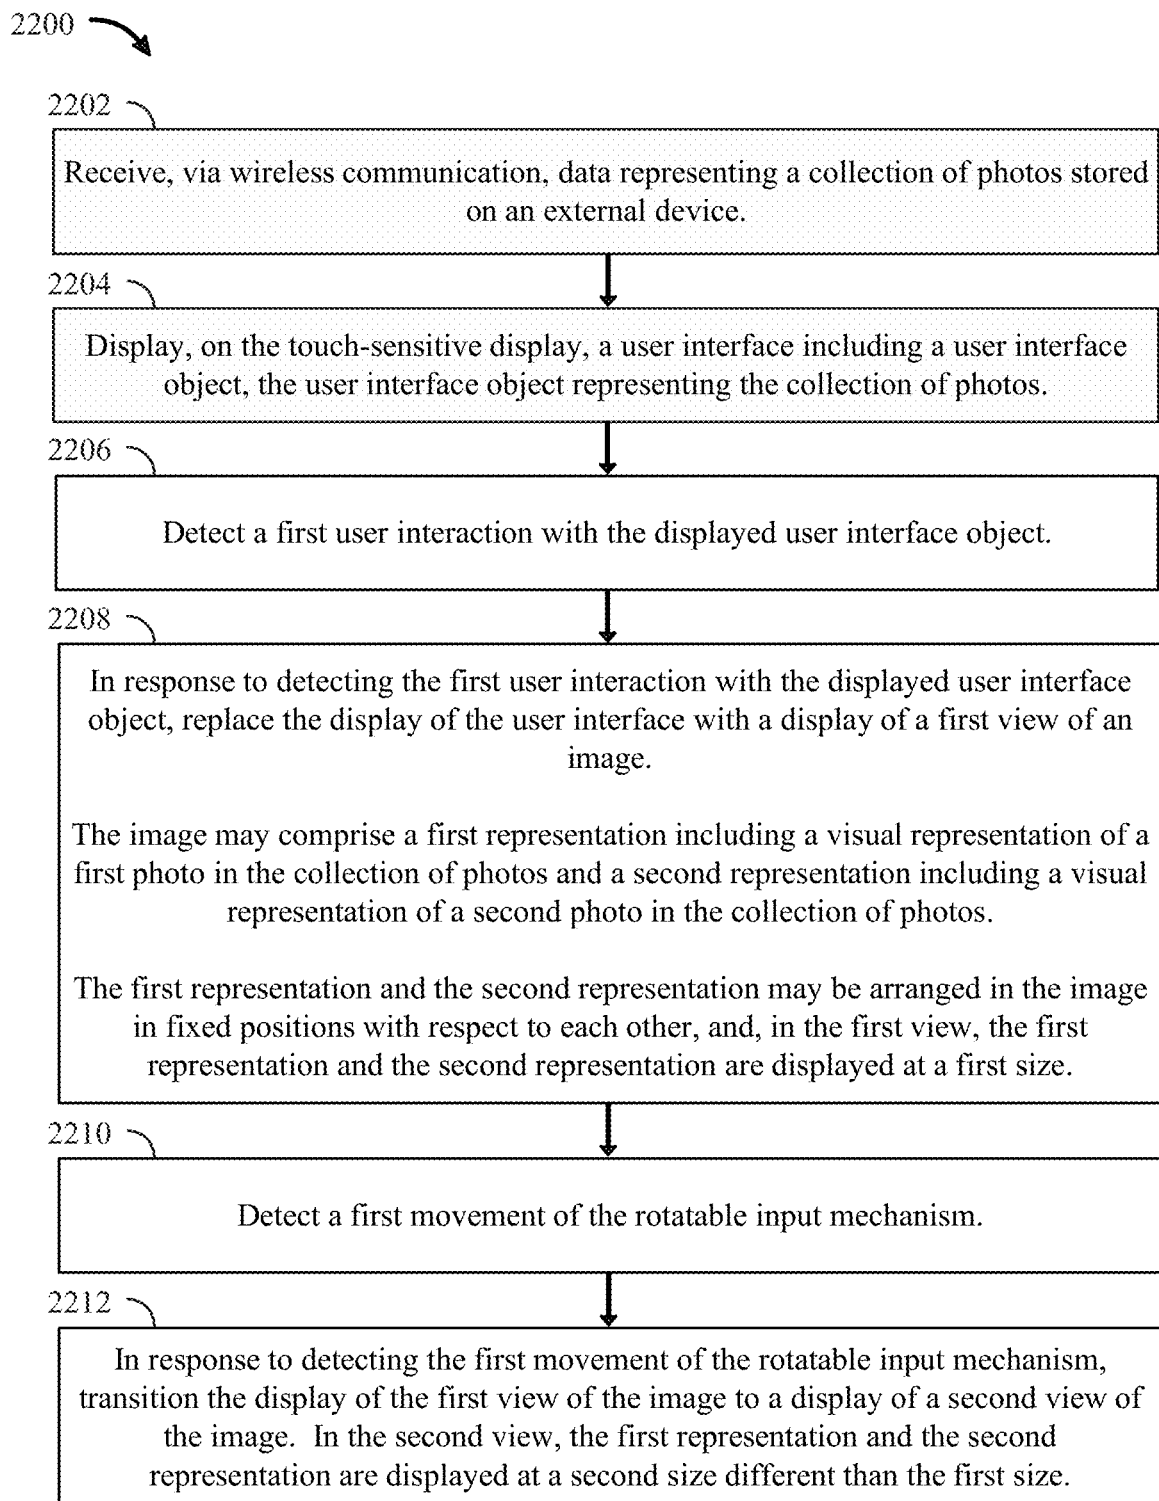 2200
2202
Receive, via wireless communication, data representing a collection of photos stored
on an external device.
2204
Display, on the touch-sensitive display, a user interface including a user interface
object, the user interface object representing the collection of photos.
2206
Detect a first user interaction with the displayed user interface object.
2208
In response to detecting the first user interaction with the displayed user interface
object, replace the display of the user interface with a display of a first view of an
image.
The image may comprise a first representation including a visual representation of a
first photo in the collection of photos and a second representation including a visual
representation of a second photo in the collection of photos.
The first representation and the second representation may be arranged in the image
in fixed positions with respect to each other, and, in the first view, the first
representation and the second representation are displayed at a first size.
2210
Detect a first movement of the rotatable input mechanism.
2212
In response to detecting the first movement of the rotatable input mechanism,
transition the display of the first view of the image to a display of a second view of
the image.  In the second view, the first representation and the second
representation are displayed at a second size different than the first size.